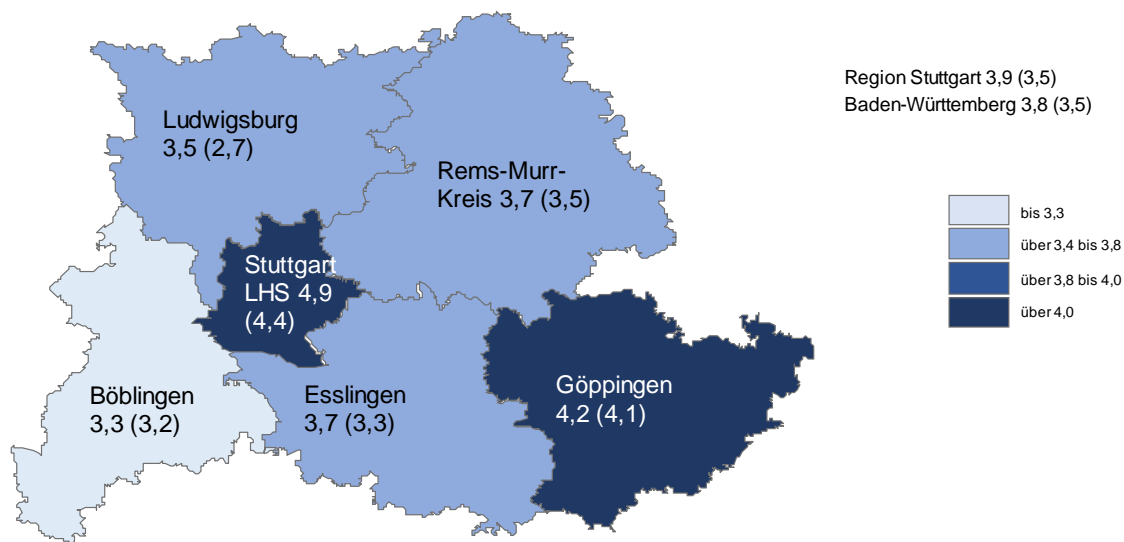 Region Stuttgart 3,9 (3,5)
Baden-Württemberg 3,8 (3,5)
Ludwigsburg
3,5 (2,7)
Rems-Murr-
Kreis 3,7 (3,5)
Stuttgart
LHS 4,9
(4,4)
Böblingen
3,3 (3,2)
Esslingen
3,7 (3,3)
Göppingen
4,2 (4,1)
bis 3,3
über 3,4 bis 3,8
über 3,8 bis 4,0
über 4,0